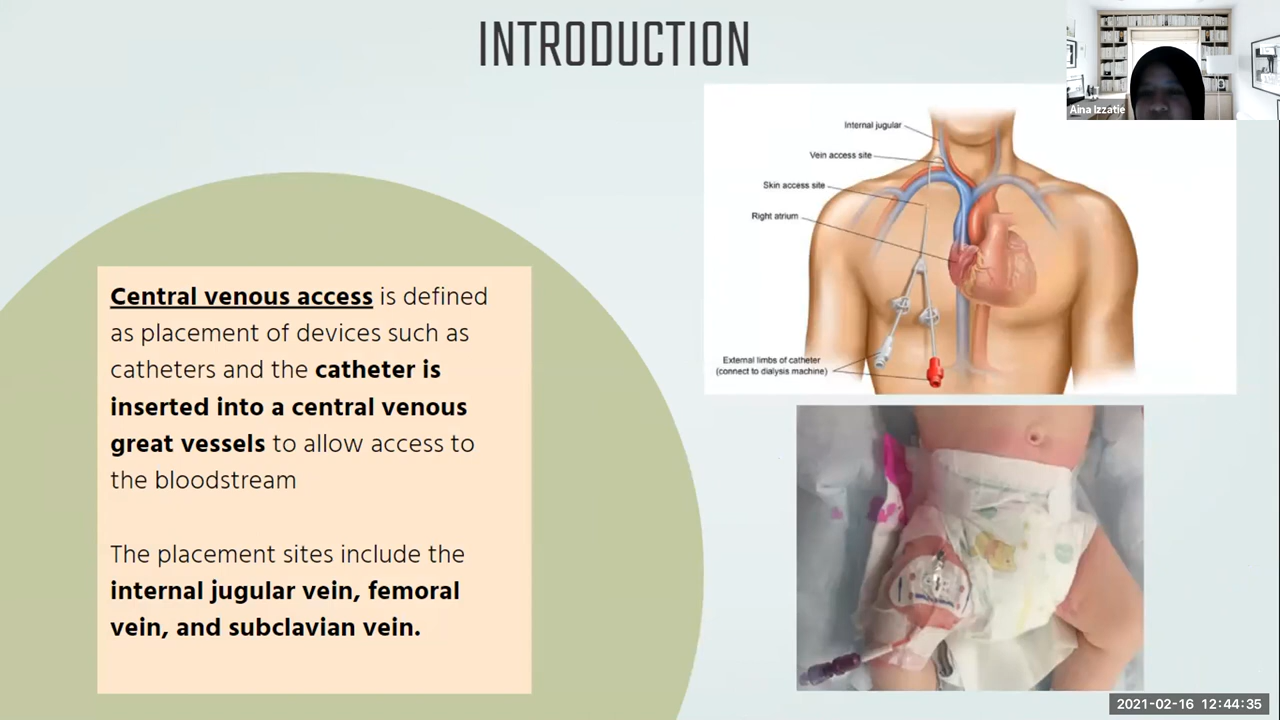 INTRODUCTION
Aina Izzatie
Central venous access is defined
as placement of devices such as
catheters and the catheter is
inserted into a central venous
great vessels to allow access to
the bloodstream
The placement sites include the
internal jugular vein, femoral
vein, and subclavian vein.
Internal jugular
Vein access site
Skin access site
Right atrium
External limbs of catheter
(connect to dialysis machine)
2021-02-16 12:44:35